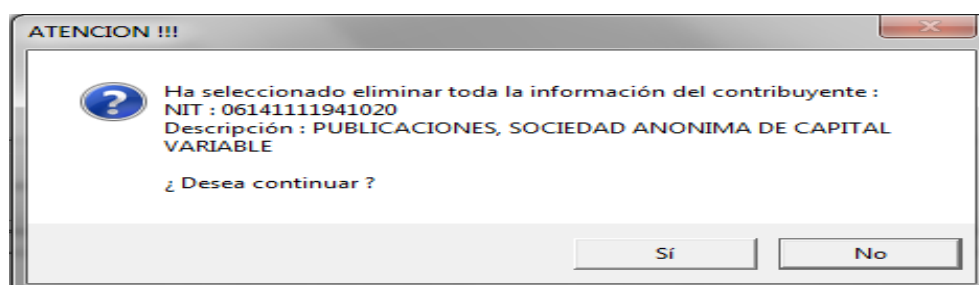 ATENCION !!!
Ha seleccionado eliminar toda la información del contribuyente :
NIT : 06141111941020
Descripción : PUBLICACIONES, SOCIEDAD ANONIMA DE CAPITAL
VARIABLE
¿ Desea continuar ?
Sí No